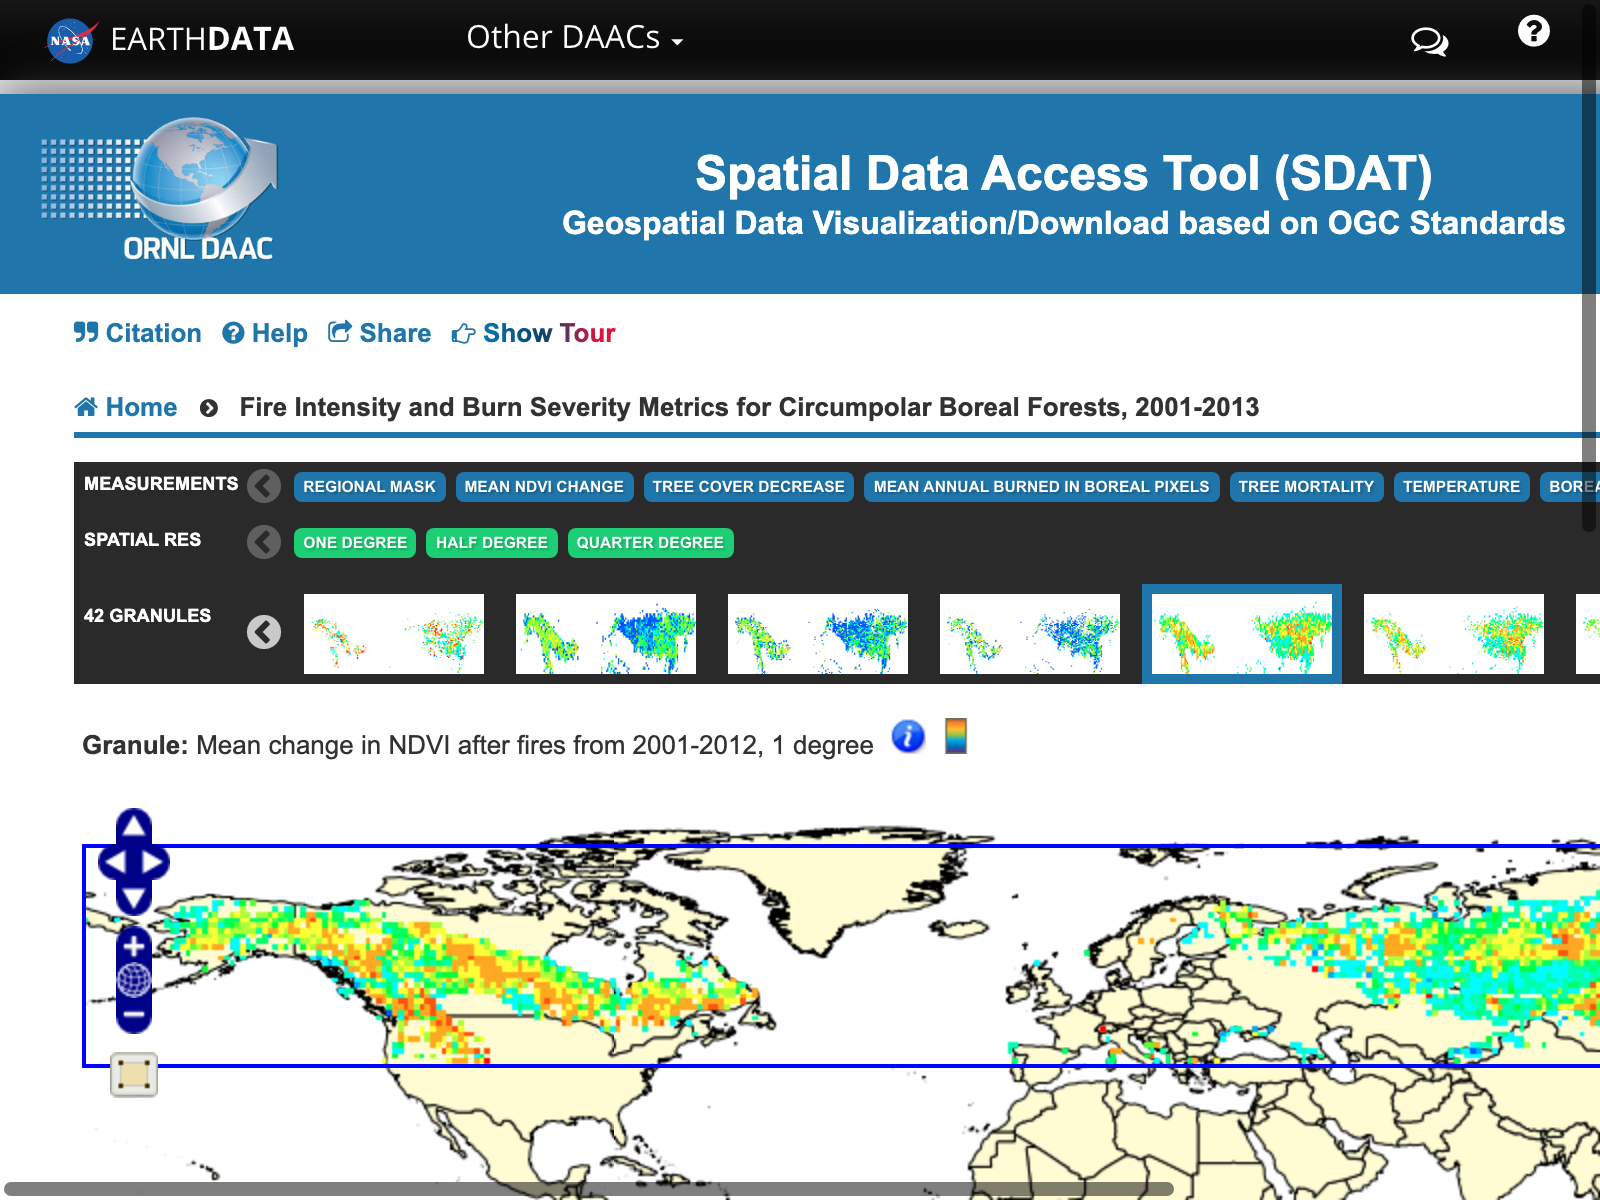 NASA EARTHDATA Other DAACs
ORNL DAAC
Spatial Data Access Tool (SDAT)
Geospatial Data Visualization/Download based on OGC Standards
Citation Help Share Show Tour
Home Fire Intensity and Burn Severity Metrics for Circumpolar Boreal Forests, 2001-2013
MEASUREMENTS REGIONAL MASK MEAN NDVI CHANGE TREE COVER DECREASE MEAN ANNUAL BURNED IN BOREAL PIXELS TREE MORTALITY TEMPERATURE
SPATIAL RES ONE DEGREE HALF DEGREE QUARTER DEGREE
42 GRANULES
Granule: Mean change in NDVI after fires from 2001-2012, 1 degree